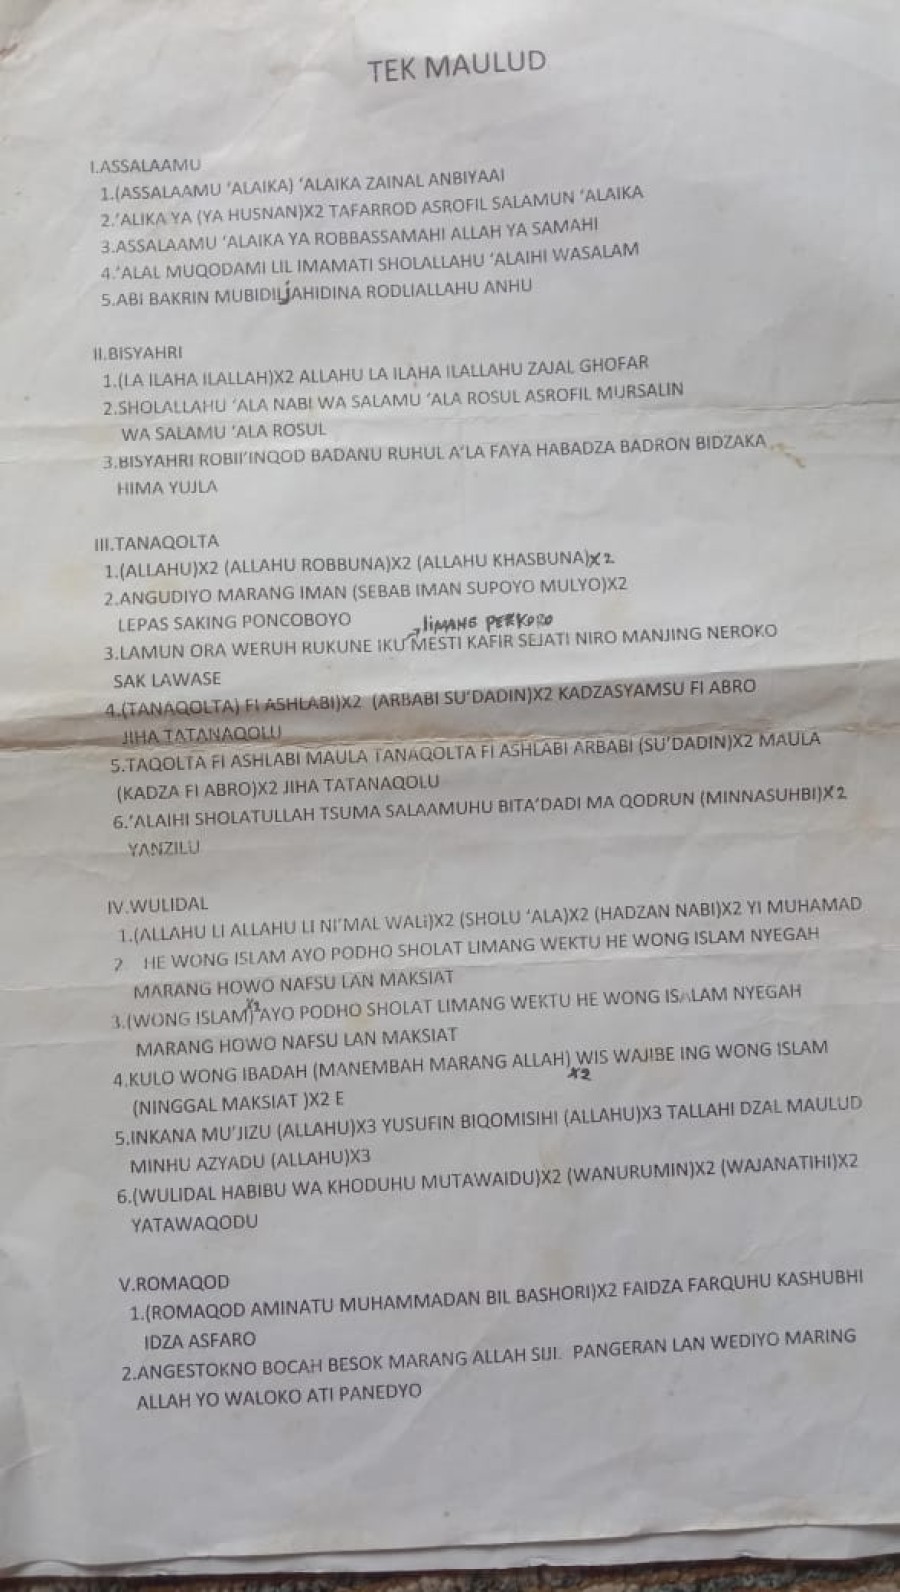 TEK MAULUD
I.ASSALAAMU
1.(ASSALAAMU 'ALAIKA) 'ALAIKA ZAINAL ANBIYAAI
2.'ALIKA YA (YA HUSNAN)X2 TAFARROD ASROFIL SALAMUN 'ALAIKA
3.ASSALAAMU 'ALAIKA YA ROBBASSAMAHI ALLAH YA SAMAHI
4.'ALAL MUQODAMI LIL IMAMATI SHOLALLAHU 'ALAIHI WASALAM
5.ABI BAKRIN MUBIDILJAHIDINA RODLIALLAHU ANHU
II.BISYAHRI
1.(LA ILAHA ILALLAH)X2 ALLAHU LA ILAHA ILALLAHU ZAJAL GHOFAR
2.SHOLALLAHU 'ALA NABI WA SALAMU 'ALA ROSUL ASROFIL MURSALIN
WA SALAMU 'ALA ROSUL
3.BISYAHRI ROBII'INQOD BADANU RUHUL A'LA FAYA HABADZA BADRON BIDZAKA
HIMA YUJLA
III.TANAQOLTA
1.(ALLAHU)X2 (ALLAHU ROBBUNA)X2 (ALLAHU KHASBUNA)X2
2.ANGUDIYO MARANG IMAN (SEBAB IMAN SUPOYO MULYO)X2
LEPAS SAKING PONCOBOYO
LIMANG PERKORO
3.LAMUN ORA WERUH RUKUNE IKU MESTI KAFIR SEJATI NIRO MANJING NEROKO
SAK LAWASE
4.(TANAQOLTA) FI ASHLABI)X2 (ARBABI SU'DADIN)X2 KADZASYAMSU FI ABRO
JIHA TATANAQOLU
5.TAQOLTA FI ASHLABI MAULA TANAQOLTA FI ASHLABI ARBABI (SU'DADIN)X2 MAULA
(KADZA FI ABRO)X2 JIHA TATANAQOLU
6.'ALAIHI SHOLATULLAH TSUMA SALAAMUHU BITA'DADI MA QODRUN (MINNASUHBI)X2
YANZILU
IV.WULIDAL
1.(ALLAHU LI ALLAHU LI NI'MAL WALI)X2 (SHOLU 'ALA)X2 (HADZAN NABI)X2 YI MUHAMAD
2 HE WONG ISLAM AYO PODHO SHOLAT LIMANG WEKTU HE WONG ISLAM NYEGAH
MARANG HOWO NAFSU LAN MAKSIAT
3.(WONG ISLAM)X2 AYO PODHO SHOLAT LIMANG WEKTU HE WONG ISALAM NYEGAH
MARANG HOWO NAFSU LAN MAKSIAT
4.KULO WONG IBADAH (MANEMBAH MARANG ALLAH)X2 WIS WAJIBE ING WONG ISLAM
(NINGGAL MAKSIAT )X2 E
5.INKANA MU'JIZU (ALLAHU)X3 YUSUFIN BIQOMISIHI (ALLAHU)X3 TALLAHI DZAL MAULUD
MINHU AZYADU (ALLAHU)X3
6.(WULIDAL HABIBU WA KHODUHU MUTAWAIDU)X2 (WANURUMIN)X2 (WAJANATIHI)X2
YATAWAQODU
V.ROMAQOD
1.(ROMAQOD AMINATU MUHAMMADAN BIL BASHORI)X2 FAIDZA FARQUHU KASHUBHI
IDZA ASFARO
2.ANGESTOKNO BOCAH BESOK MARANG ALLAH SIJI. PANGERAN LAN WEDIYO MARING
ALLAH YO WALOKO ATI PANEDYO